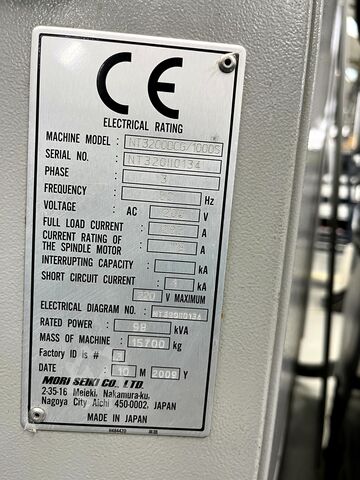 CE
ELECTRICAL RATING
MACHINE MODEL : NT3200DCG/1000S
SERIAL NO. : NT320II0134
PHASE : 3
FREQUENCY : Hz
VOLTAGE : AC V
FULL LOAD CURRENT : A
CURRENT RATING OF
THE SPINDLE MOTOR : A
INTERRUPTING CAPACITY : kA
SHORT CIRCUIT CURRENT : kA
V MAXIMUM
ELECTRICAL DIAGRAM NO. :
RATED POWER : 98 kVA
MASS OF MACHINE : 15700 kg
Factory ID is #
DATE : 10 M 2009 Y
MORI SEIKI CO., LTD.
2-35-16 Meieki, Nakamura-ku,
Nagoya City Aichi 450-0002, JAPAN
MADE IN JAPAN